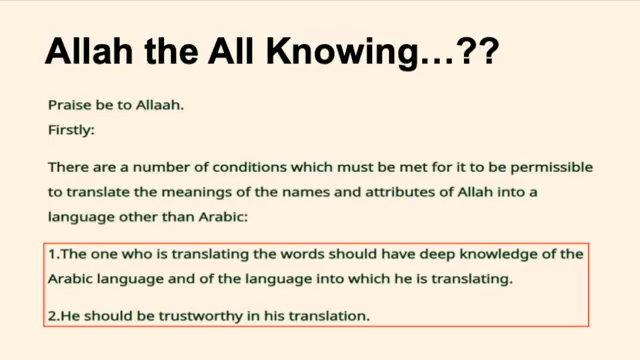 Allah the All Knowing...??
Praise be to Allaah.
Firstly:
There are a number of conditions which must be met for it to be permissible
to translate the meanings of the names and attributes of Allah into a
language other than Arabic:
1.The one who is translating the words should have deep knowledge of the
Arabic language and of the language into which he is translating.
2.He should be trustworthy in his translation.